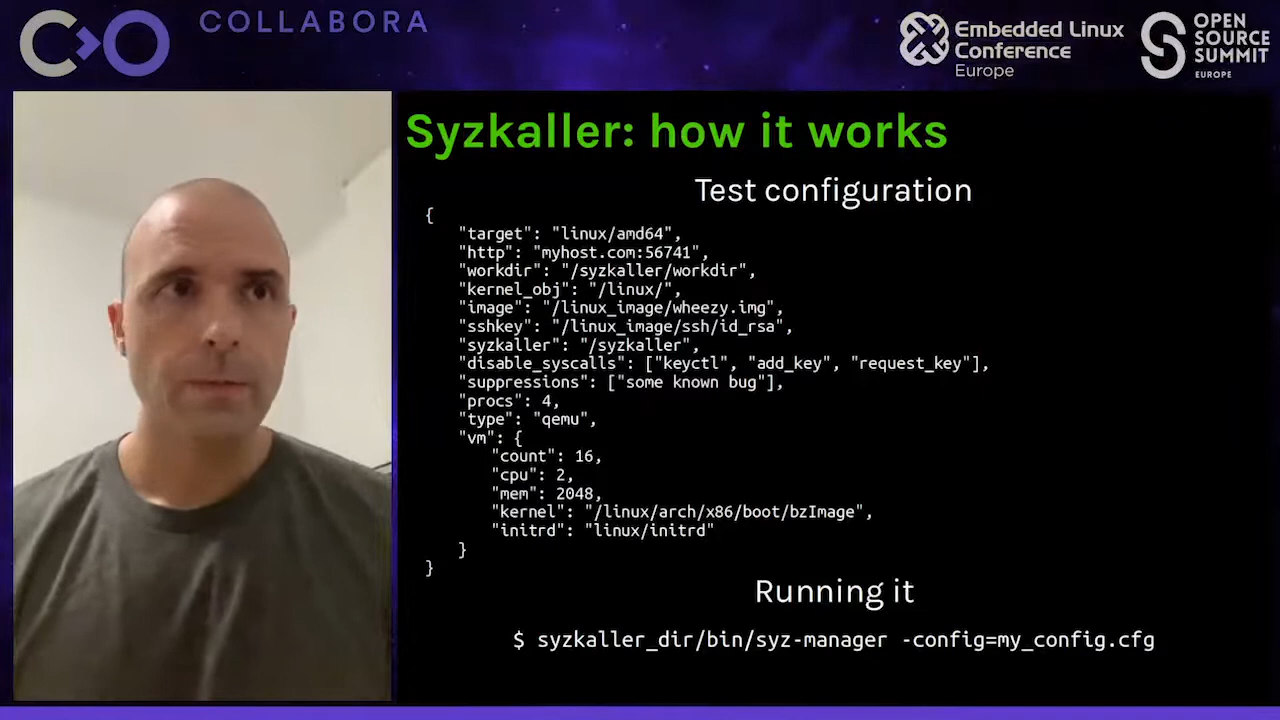 COLLABORA
Embedded Linux
Conference
Europe
OPEN
SOURCE
SUMMIT
EUROPE
Syzkaller: how it works
Test configuration
{
"target": "linux/amd64",
"http": "myhost.com:56741",
"workdir": "/syzkaller/workdir",
"kernel_obj": "/linux/",
"image": "/linux_image/wheezy.img",
"sshkey": "/linux_image/ssh/id_rsa",
"syzkaller": "/syzkaller",
"disable_syscalls": ["keyctl", "add_key", "request_key"],
"suppressions": ["some known bug"],
"procs": 4,
"type": "qemu",
"vm": {
"count": 16,
"cpu": 2,
"mem": 2048,
"kernel": "/linux/arch/x86/boot/bzImage",
"initrd": "linux/initrd"
}
}
Running it
$ syzkaller_dir/bin/syz-manager -config=my_config.cfg